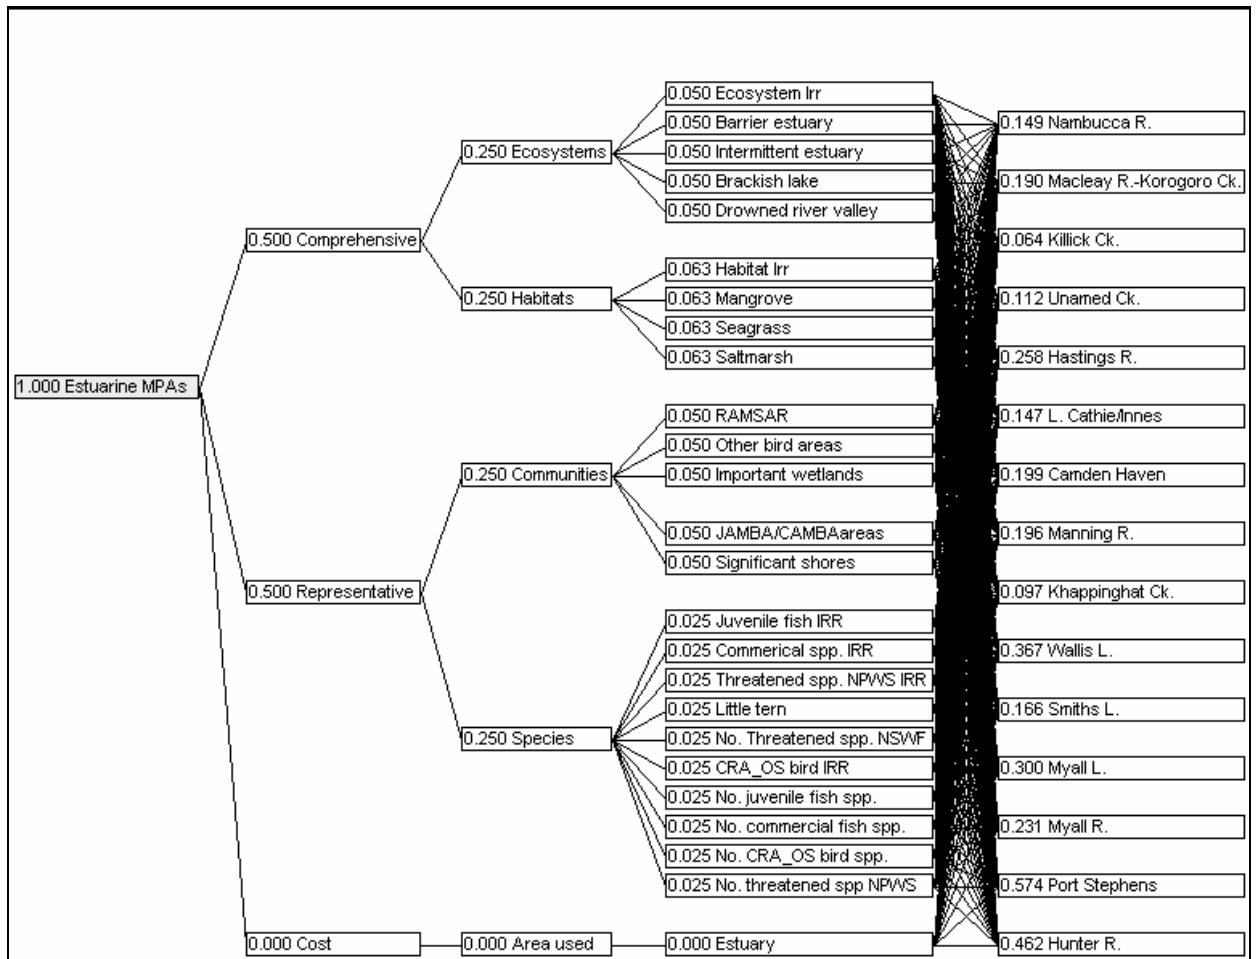 1.000 Estuarine MPAs
0.500 Comprehensive
0.500 Representative
0.000 Cost
0.250 Ecosystems
0.250 Habitats
0.250 Communities
0.250 Species
0.000 Area used
0.050 Ecosystem Irr
0.050 Barrier estuary
0.050 Intermittent estuary
0.050 Brackish lake
0.050 Drowned river valley
0.063 Habitat Irr
0.063 Mangrove
0.063 Seagrass
0.063 Saltmarsh
0.050 RAMSAR
0.050 Other bird areas
0.050 Important wetlands
0.050 JAMBA/CAMBAareas
0.050 Significant shores
0.025 Juvenile fish IRR
0.025 Commerical spp. IRR
0.025 Threatened spp. NPWS IRR
0.025 Little tern
0.025 No. Threatened spp. NSWF
0.025 CRA_OS bird IRR
0.025 No. juvenile fish spp.
0.025 No. commercial fish spp.
0.025 No. CRA_OS bird spp.
0.025 No. threatened spp NPWS
0.000 Estuary
0.149 Nambucca R.
0.190 Macleay R.-Korogoro Ck.
0.064 Killick Ck.
0.112 Unamed Ck.
0.258 Hastings R.
0.147 L. Cathie/Innes
0.199 Camden Haven
0.196 Manning R.
0.097 Khappinghat Ck.
0.367 Wallis L.
0.166 Smiths L.
0.300 Myall L.
0.231 Myall R.
0.574 Port Stephens
0.462 Hunter R.